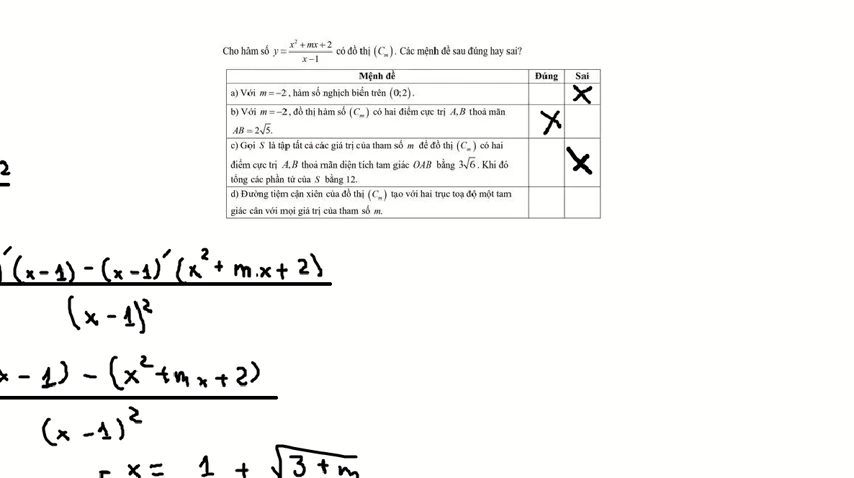 Cho hàm số y = \frac{x^2 + mx + 2}{x - 1} có đồ thị (C_m). Các mệnh đề sau đúng hay sai?
Mệnh đề Đúng Sai
a) Với m = -2, hàm số nghịch biến trên (0;2). X
b) Với m = -2, đồ thị hàm số (C_m) có hai điểm cực trị A, B thoả mãn X
AB = 2\sqrt{5}.
c) Gọi S là tập tất cả các giá trị của tham số m để đồ thị (C_m) có hai
điểm cực trị A, B thoả mãn diện tích tam giác OAB bằng 3\sqrt{6}. Khi đó X
tổng các phần tử của S bằng 12.
d) Đường tiệm cận xiên của đồ thị (C_m) tạo với hai trục toạ độ một tam
giác cân với mọi giá trị của tham số m.
2
'(x - 1) - (x - 1)' (x^2 + m.x + 2)
(x - 1)^2
x - 1) - (x^2 + mx + 2)
(x - 1)^2
x = 1 + \sqrt{3 + m}